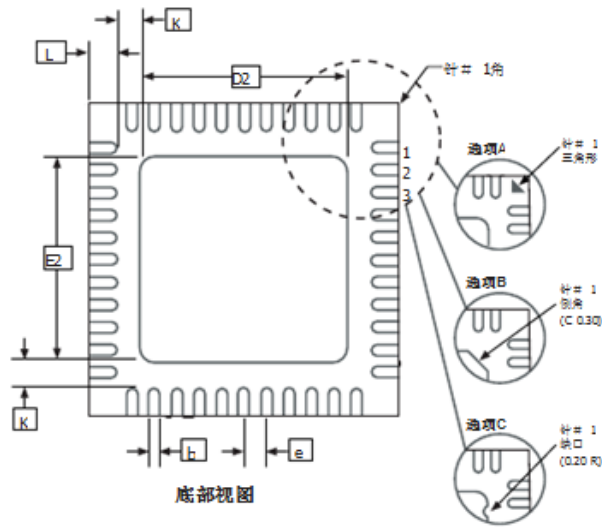 K
L
D2
针# 1角
1
2
3
选项A
针# 1
三角形
E2
选项B
针# 1
倒角
(C 0.30)
K
b
e
选项C
针# 1
缺口
(0.20 R)
底部视图